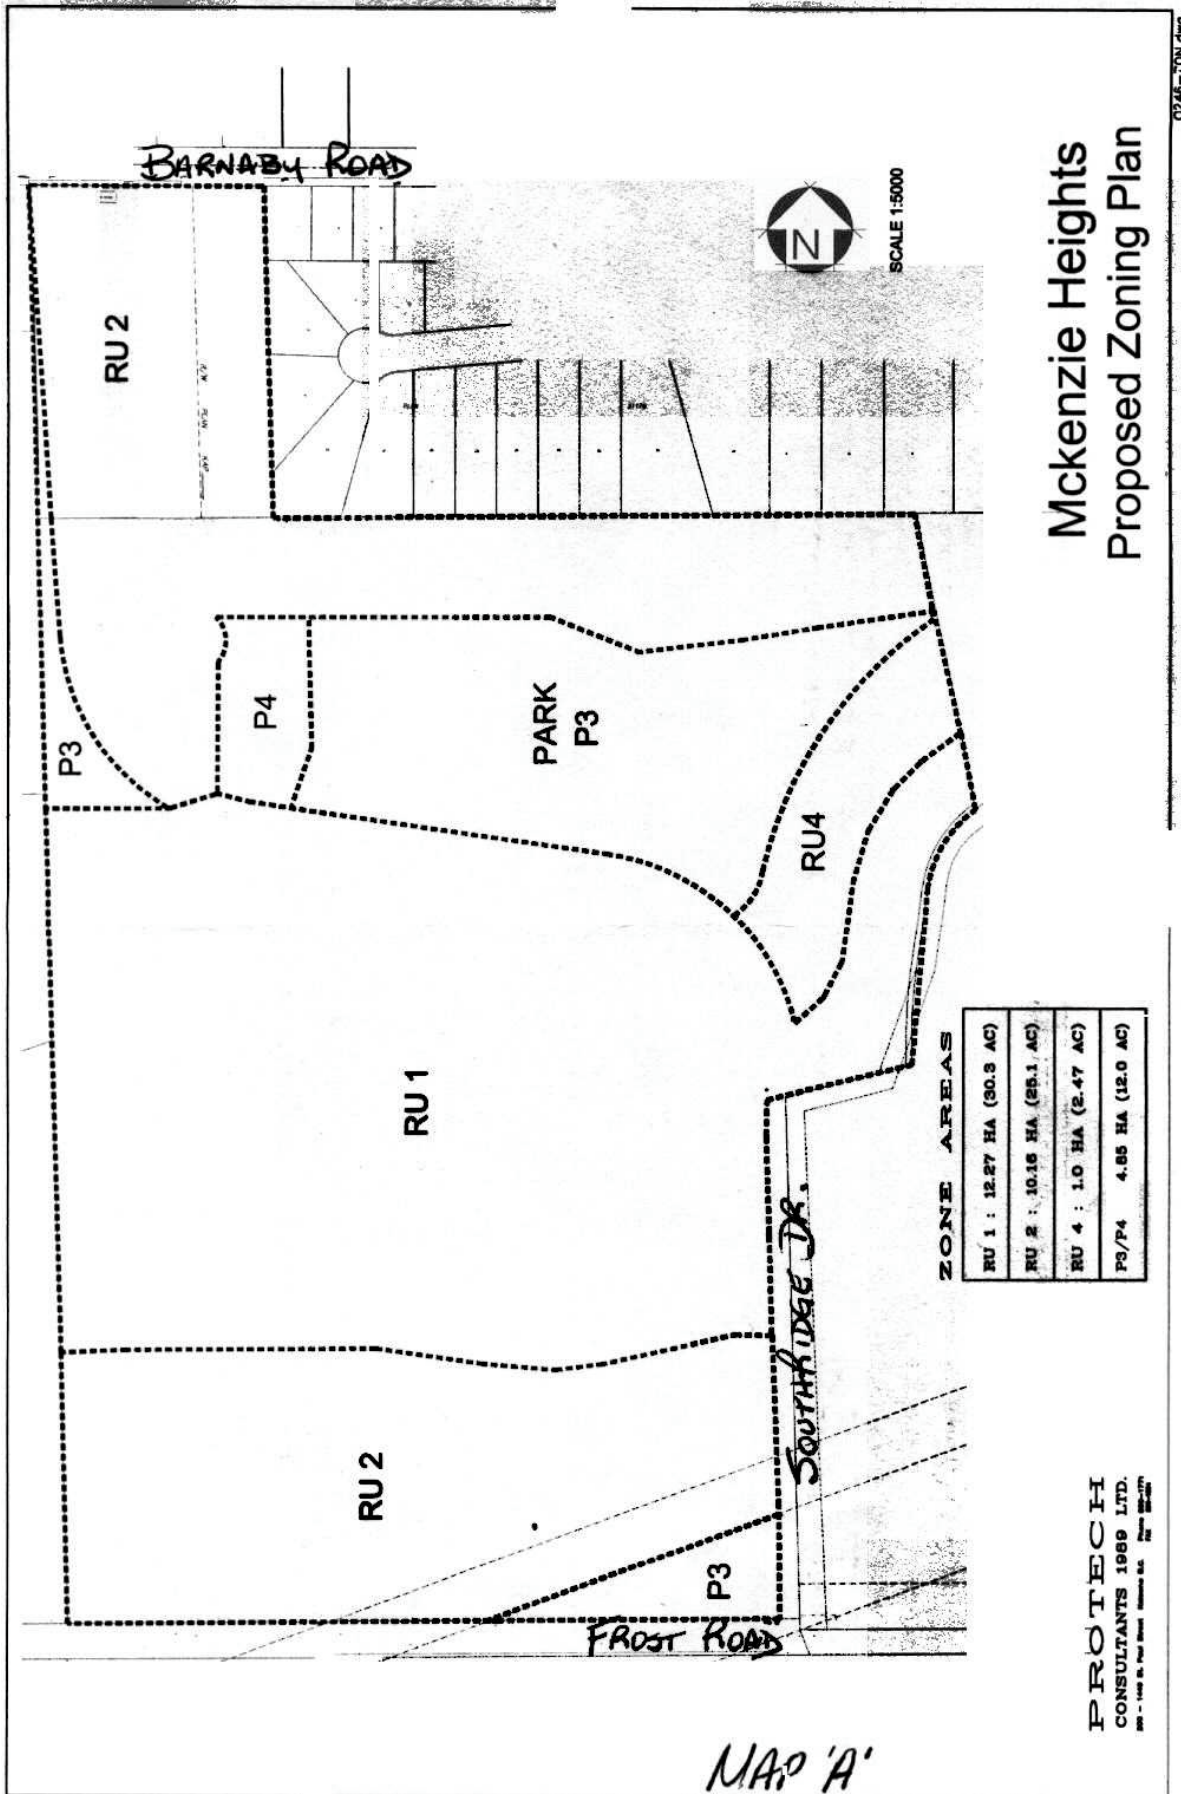 BARNABY ROAD
RU 2
N
SCALE 1:5000
Mckenzie Heights
Proposed Zoning Plan
P3
P4
PARK
P3
RU4
RU 1
ZONE AREAS
RU 1 : 12.27 HA (30.3 AC)
RU 2 : 10.16 HA (25.1 AC)
RU 4 : 1.0 HA (2.47 AC)
P3/P4 4.85 HA (12.0 AC)
SOUTHRIDGE DR.
RU 2
P3
FROST ROAD
PROTECH
CONSULTANTS 1989 LTD.
MAP 'A'